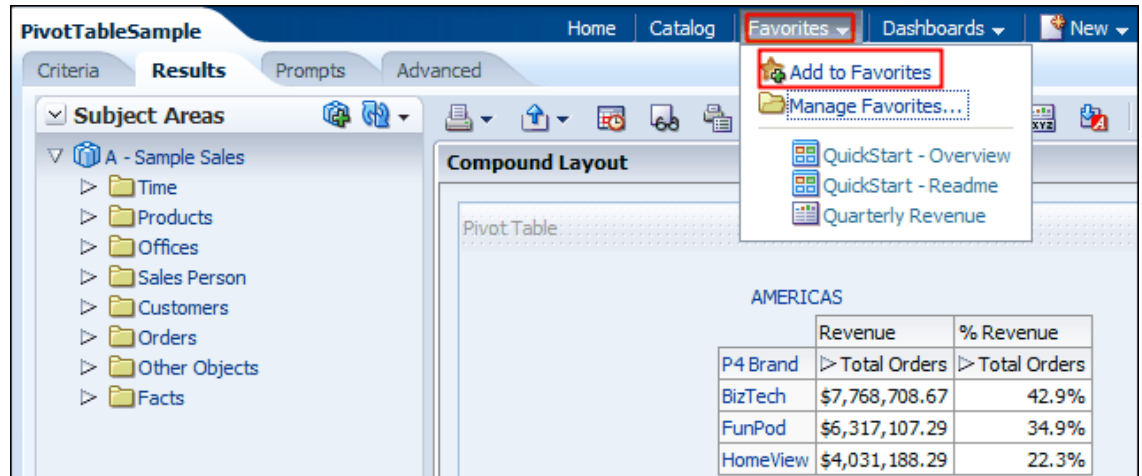 PivotTableSample Home Catalog Favorites Dashboards New
Criteria Results Prompts Advanced
Add to Favorites
Manage Favorites...
Subject Areas
XYZ
A - Sample Sales
QuickStart - Overview
Compound Layout
Time
QuickStart - Readme
Products
Quarterly Revenue
Pivot Table
Offices
Sales Person
Customers
AMERICAS
Orders
Revenue % Revenue
Other Objects
P4 Brand Total Orders Total Orders
Facts
BizTech $7,768,708.67 42.9%
FunPod $6,317,107.29 34.9%
HomeView $4,031,188.29 22.3%